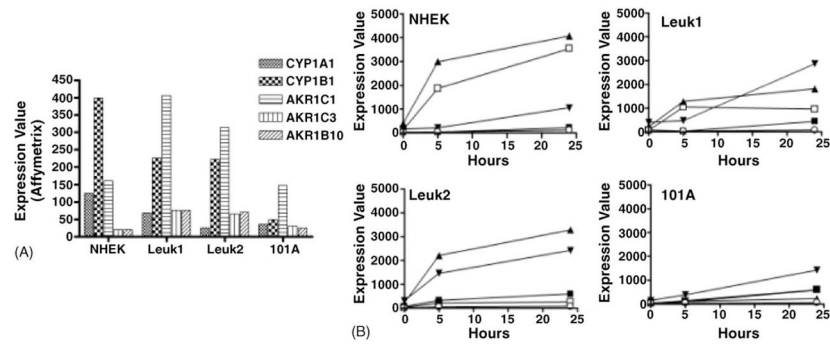 Expression Value
(Affymetrix)
450
400
350
300
250
200
150
100
50
0
CYP1A1
CYP1B1
AKR1C1
AKR1C3
AKR1B10
NHEK Leuk1 Leuk2 101A
(A)
NHEK
Expression Value
5000
4000
3000
2000
1000
0
0 5 10 15 20 25
Hours
Leuk1
Expression Value
5000
4000
3000
2000
1000
0
0 5 10 15 20 25
Hours
Leuk2
Expression Value
5000
4000
3000
2000
1000
0
0 5 10 15 20 25
Hours
(B)
101A
Expression Value
5000
4000
3000
2000
1000
0
0 5 10 15 20 25
Hours